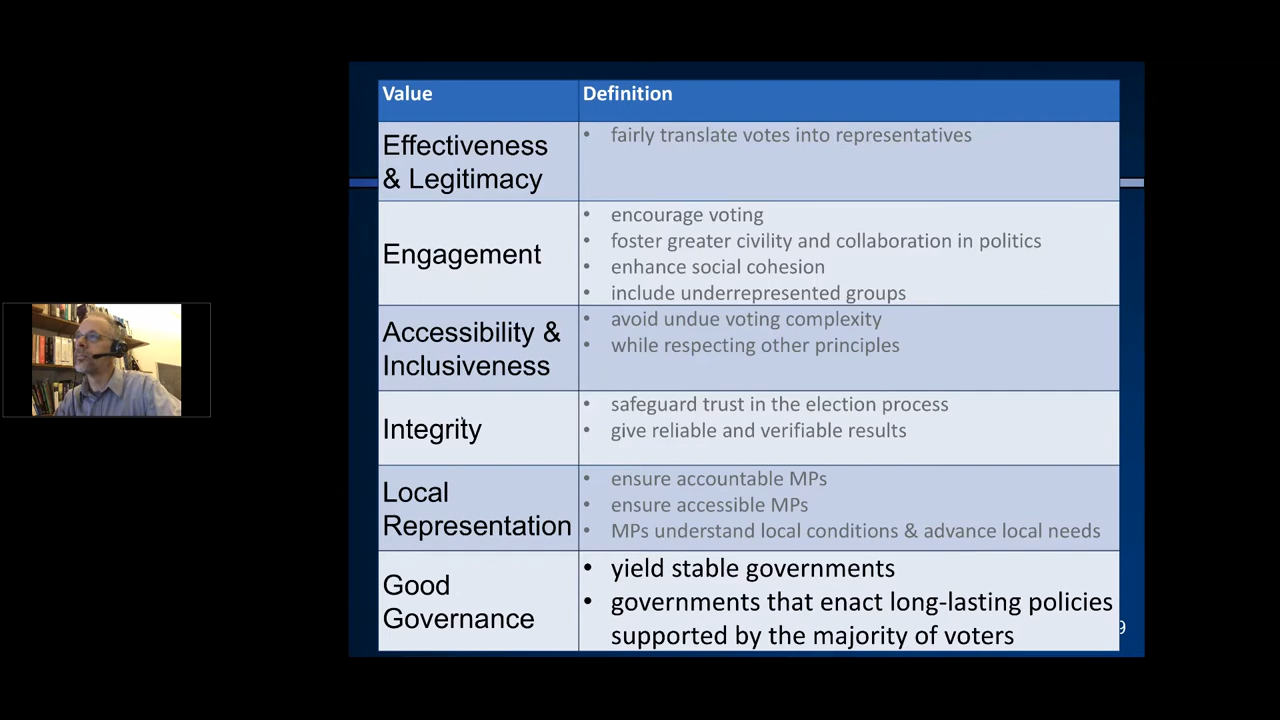 Value
Definition
Effectiveness
& Legitimacy
• fairly translate votes into representatives
Engagement
• encourage voting
• foster greater civility and collaboration in politics
• enhance social cohesion
• include underrepresented groups
Accessibility &
Inclusiveness
• avoid undue voting complexity
• while respecting other principles
Integrity
• safeguard trust in the election process
• give reliable and verifiable results
Local
Representation
• ensure accountable MPs
• ensure accessible MPs
• MPs understand local conditions & advance local needs
Good
Governance
• yield stable governments
• governments that enact long-lasting policies
supported by the majority of voters
9